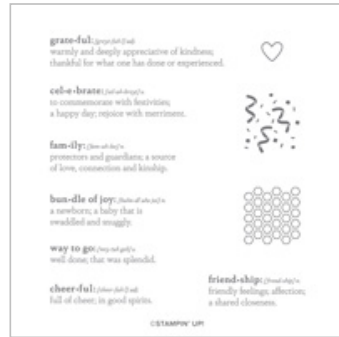 grate·ful:
warmly and deeply appreciative of kindness;
thankful for what one has done or experienced.
cel·e·brate:
to commemorate with festivities;
a happy day; rejoice with merriment.
fam·ily:
protectors and guardians; a source
of love, connection and kinship.
bun·dle of joy:
a newborn; a baby that is
swaddled and snuggly.
way to go:
well done; that was splendid.
cheer·ful:
full of cheer; in good spirits.
friend·ship:
friendly feelings; affection;
a shared closeness.
©STAMPIN' UP!